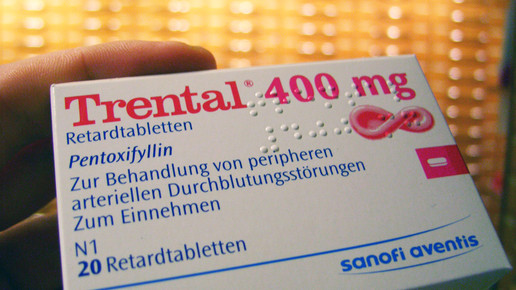 Trental® 400 mg
Retardtabletten
Pentoxifyllin
Zur Behandlung von peripheren
arteriellen Durchblutungsstörungen
Zum Einnehmen
N1
20 Retardtabletten
sanofi aventis